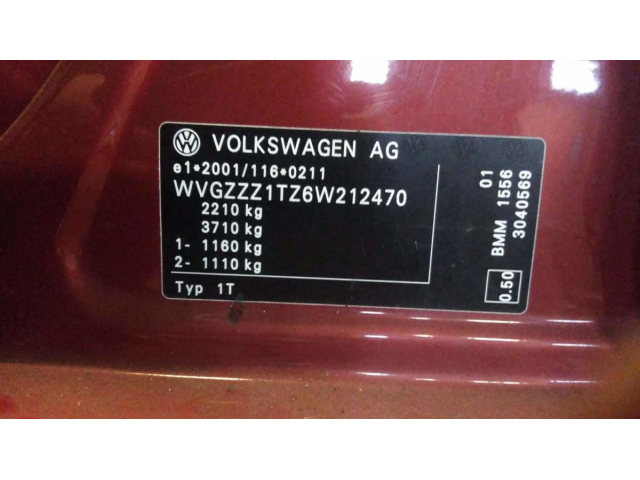 VOLKSWAGEN AG
e1*2001/116*0211
WVGZZZ1TZ6W212470
2210 kg
3710 kg
1- 1160 kg
2- 1110 kg
Typ 1T
01
BMM 1556
3040569
0.50